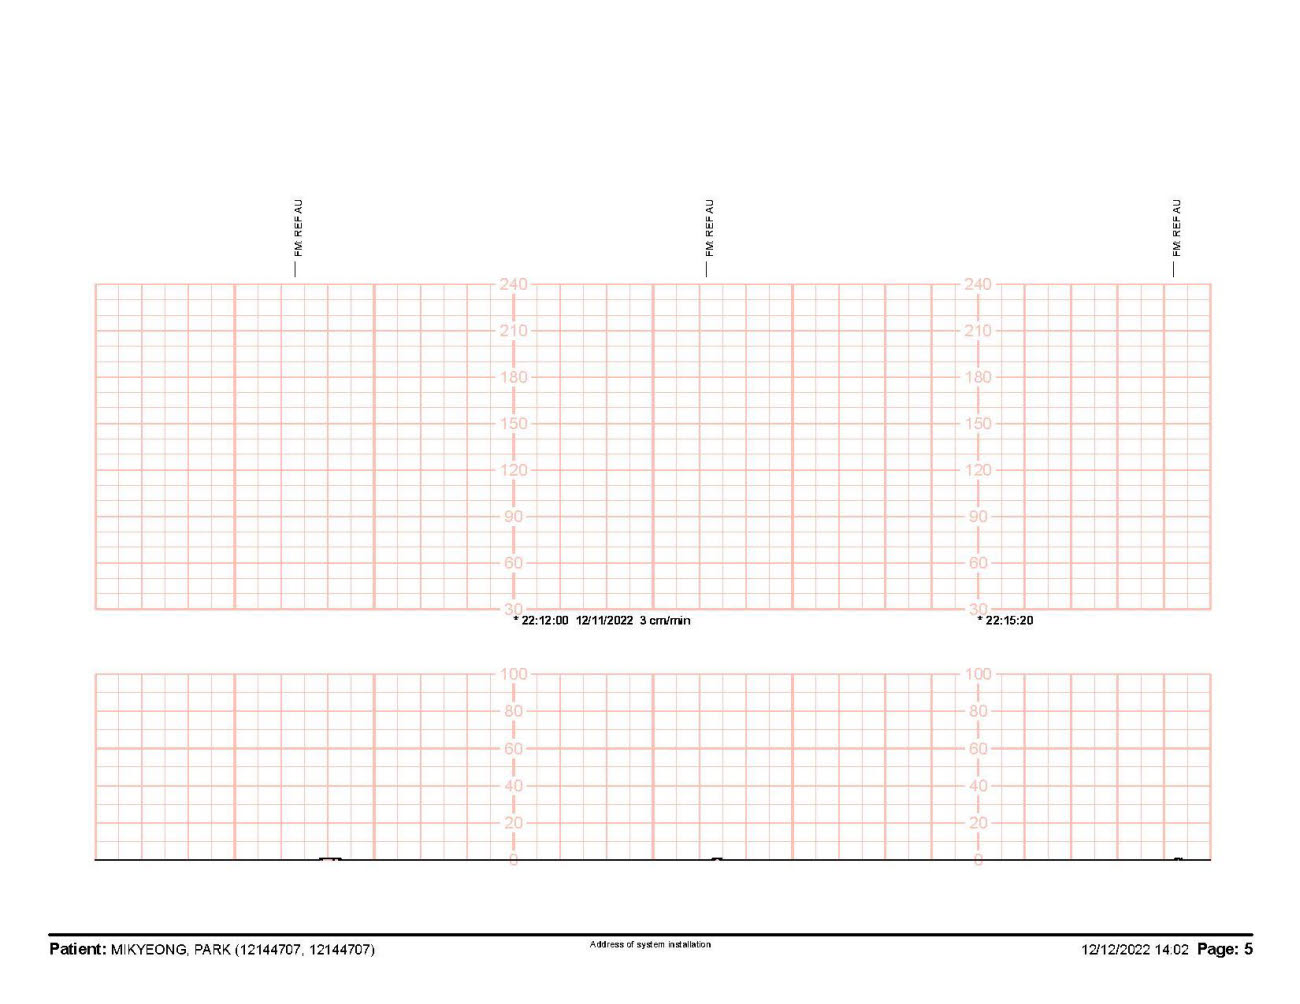 FM: REF AU
FM: REF AU
FM: REF AU
240 240
210 210
180 180
150 150
120 120
90 90
60 60
30 30
* 22:12:00 12/11/2022 3 cm/min * 22:15:20
100 100
80 80
60 60
40 40
20 20
0 0
Patient: MIKYEONG, PARK (12144707, 12144707) Address of system installation 12/12/2022 14:02 Page: 5